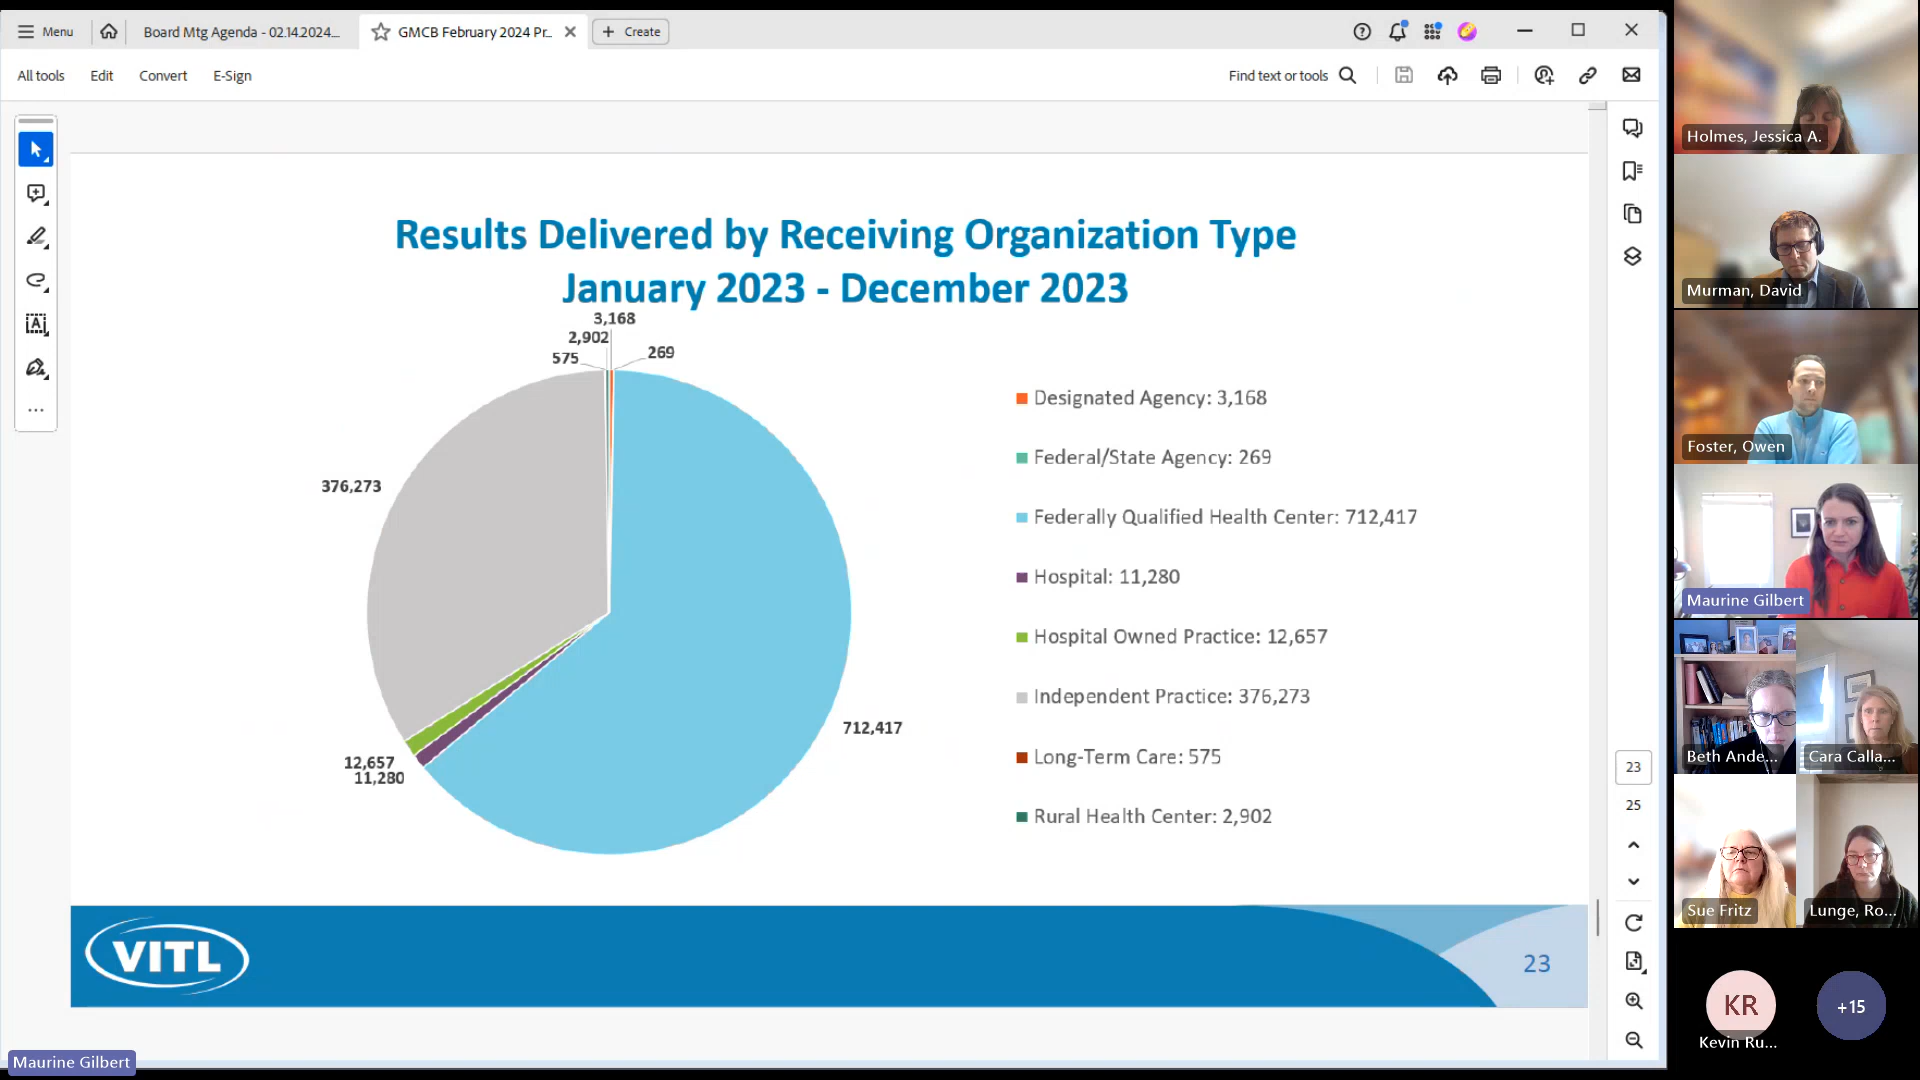 Menu
Board Mtg Agenda - 02.14.2024...
GMCB February 2024 Pr...
Create
All tools
Edit
Convert
E-Sign
Find text or tools
Results Delivered by Receiving Organization Type
January 2023 - December 2023
3,168
2,902
575
269
376,273
712,417
12,657
11,280
Designated Agency: 3,168
Federal/State Agency: 269
Federally Qualified Health Center: 712,417
Hospital: 11,280
Hospital Owned Practice: 12,657
Independent Practice: 376,273
Long-Term Care: 575
Rural Health Center: 2,902
VITL
23
23
25
Maurine Gilbert
Holmes, Jessica A.
Murman, David
Foster, Owen
Maurine Gilbert
Beth Ande...
Cara Calla...
Sue Fritz
Lunge, Ro...
KR
Kevin Ru...
+15